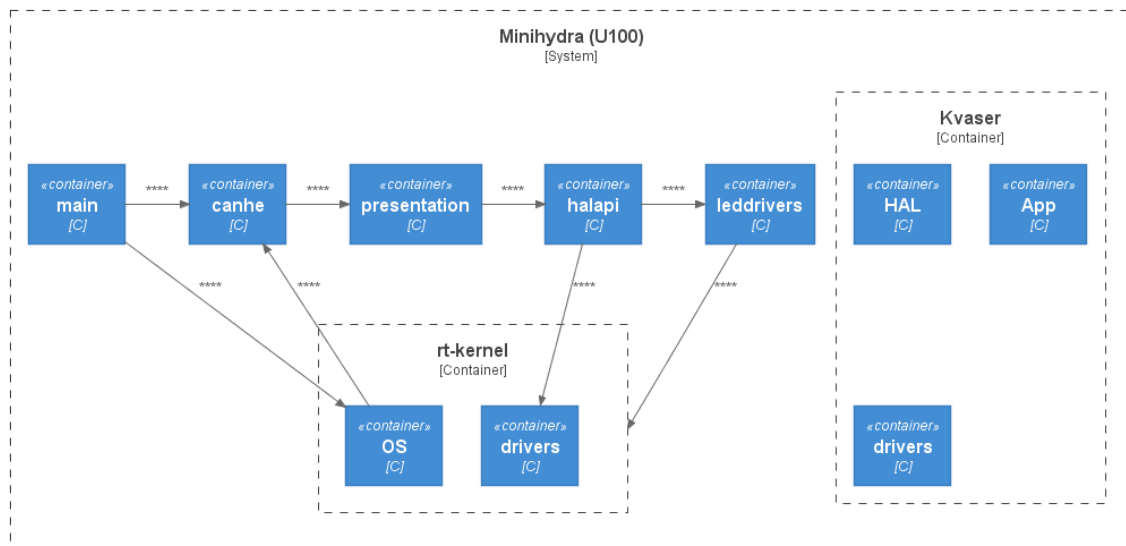 Minihydra (U100)
[System]
Kvaser
[Container]
«container»
main
[C]
****
«container»
canhe
[C]
****
«container»
presentation
[C]
****
«container»
halapi
[C]
****
«container»
leddrivers
[C]
«container»
HAL
[C]
«container»
App
[C]
****
****
****
****
rt-kernel
[Container]
«container»
OS
[C]
«container»
drivers
[C]
«container»
drivers
[C]